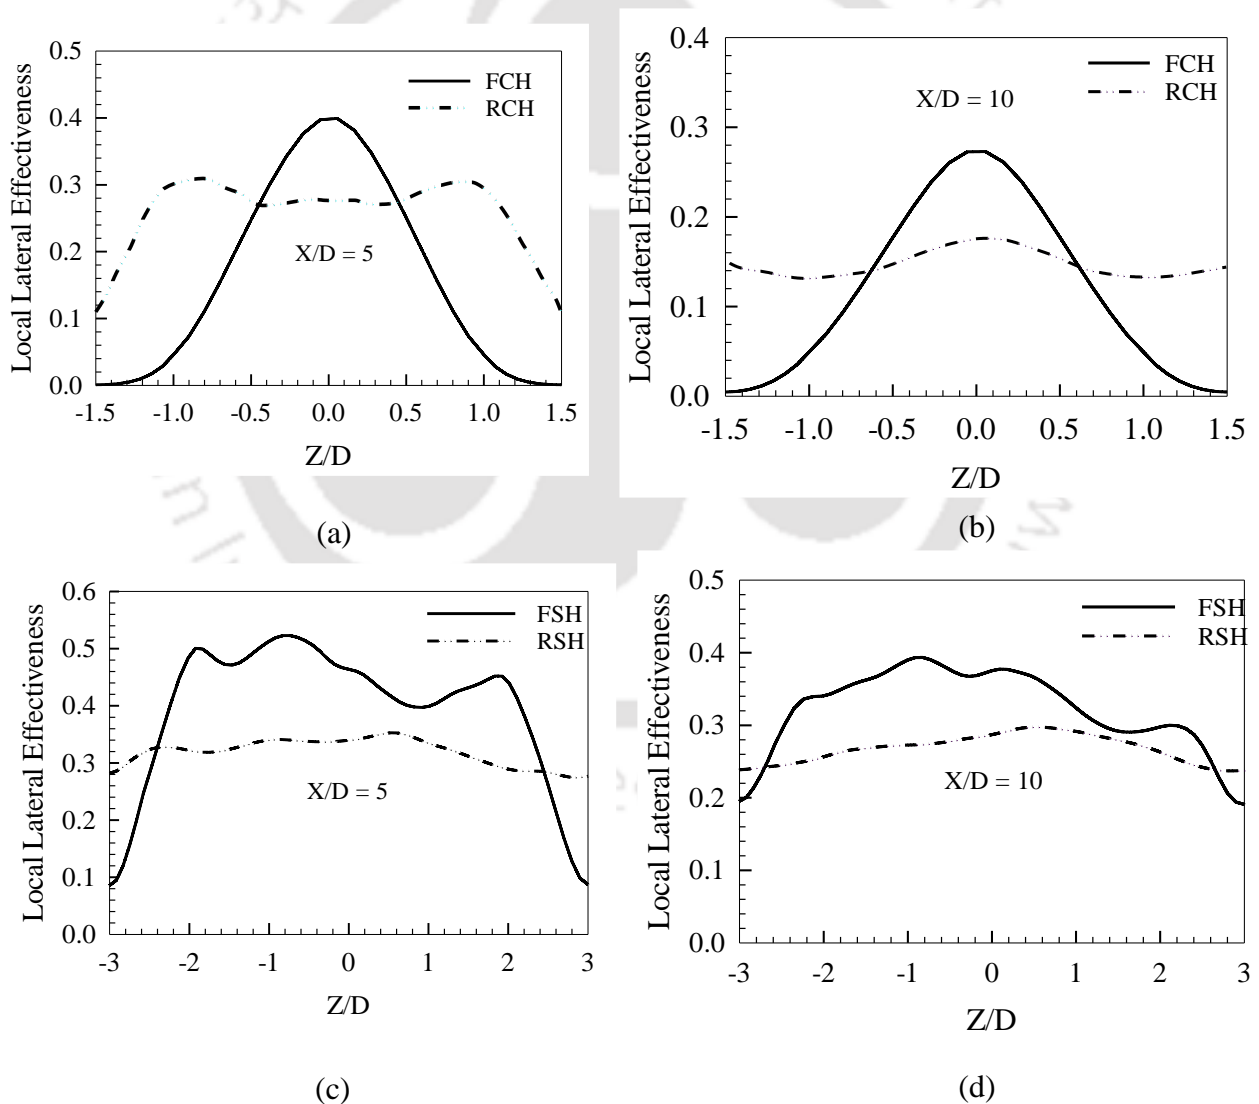 0.5
0.4
0.3
0.2
0.1
0.0
Local Lateral Effectiveness
FCH
RCH
X/D = 5
-1.5 -1.0 -0.5 0.0 0.5 1.0 1.5
Z/D
(a)
0.4
0.3
0.2
0.1
0.0
Local Lateral Effectiveness
FCH
RCH
X/D = 10
-1.5 -1.0 -0.5 0.0 0.5 1.0 1.5
Z/D
(b)
0.6
0.5
0.4
0.3
0.2
0.1
0.0
Local Lateral Effectiveness
FSH
RSH
X/D = 5
-3 -2 -1 0 1 2 3
Z/D
(c)
0.5
0.4
0.3
0.2
0.1
0.0
Local Lateral Effectiveness
FSH
RSH
X/D = 10
-3 -2 -1 0 1 2 3
Z/D
(d)